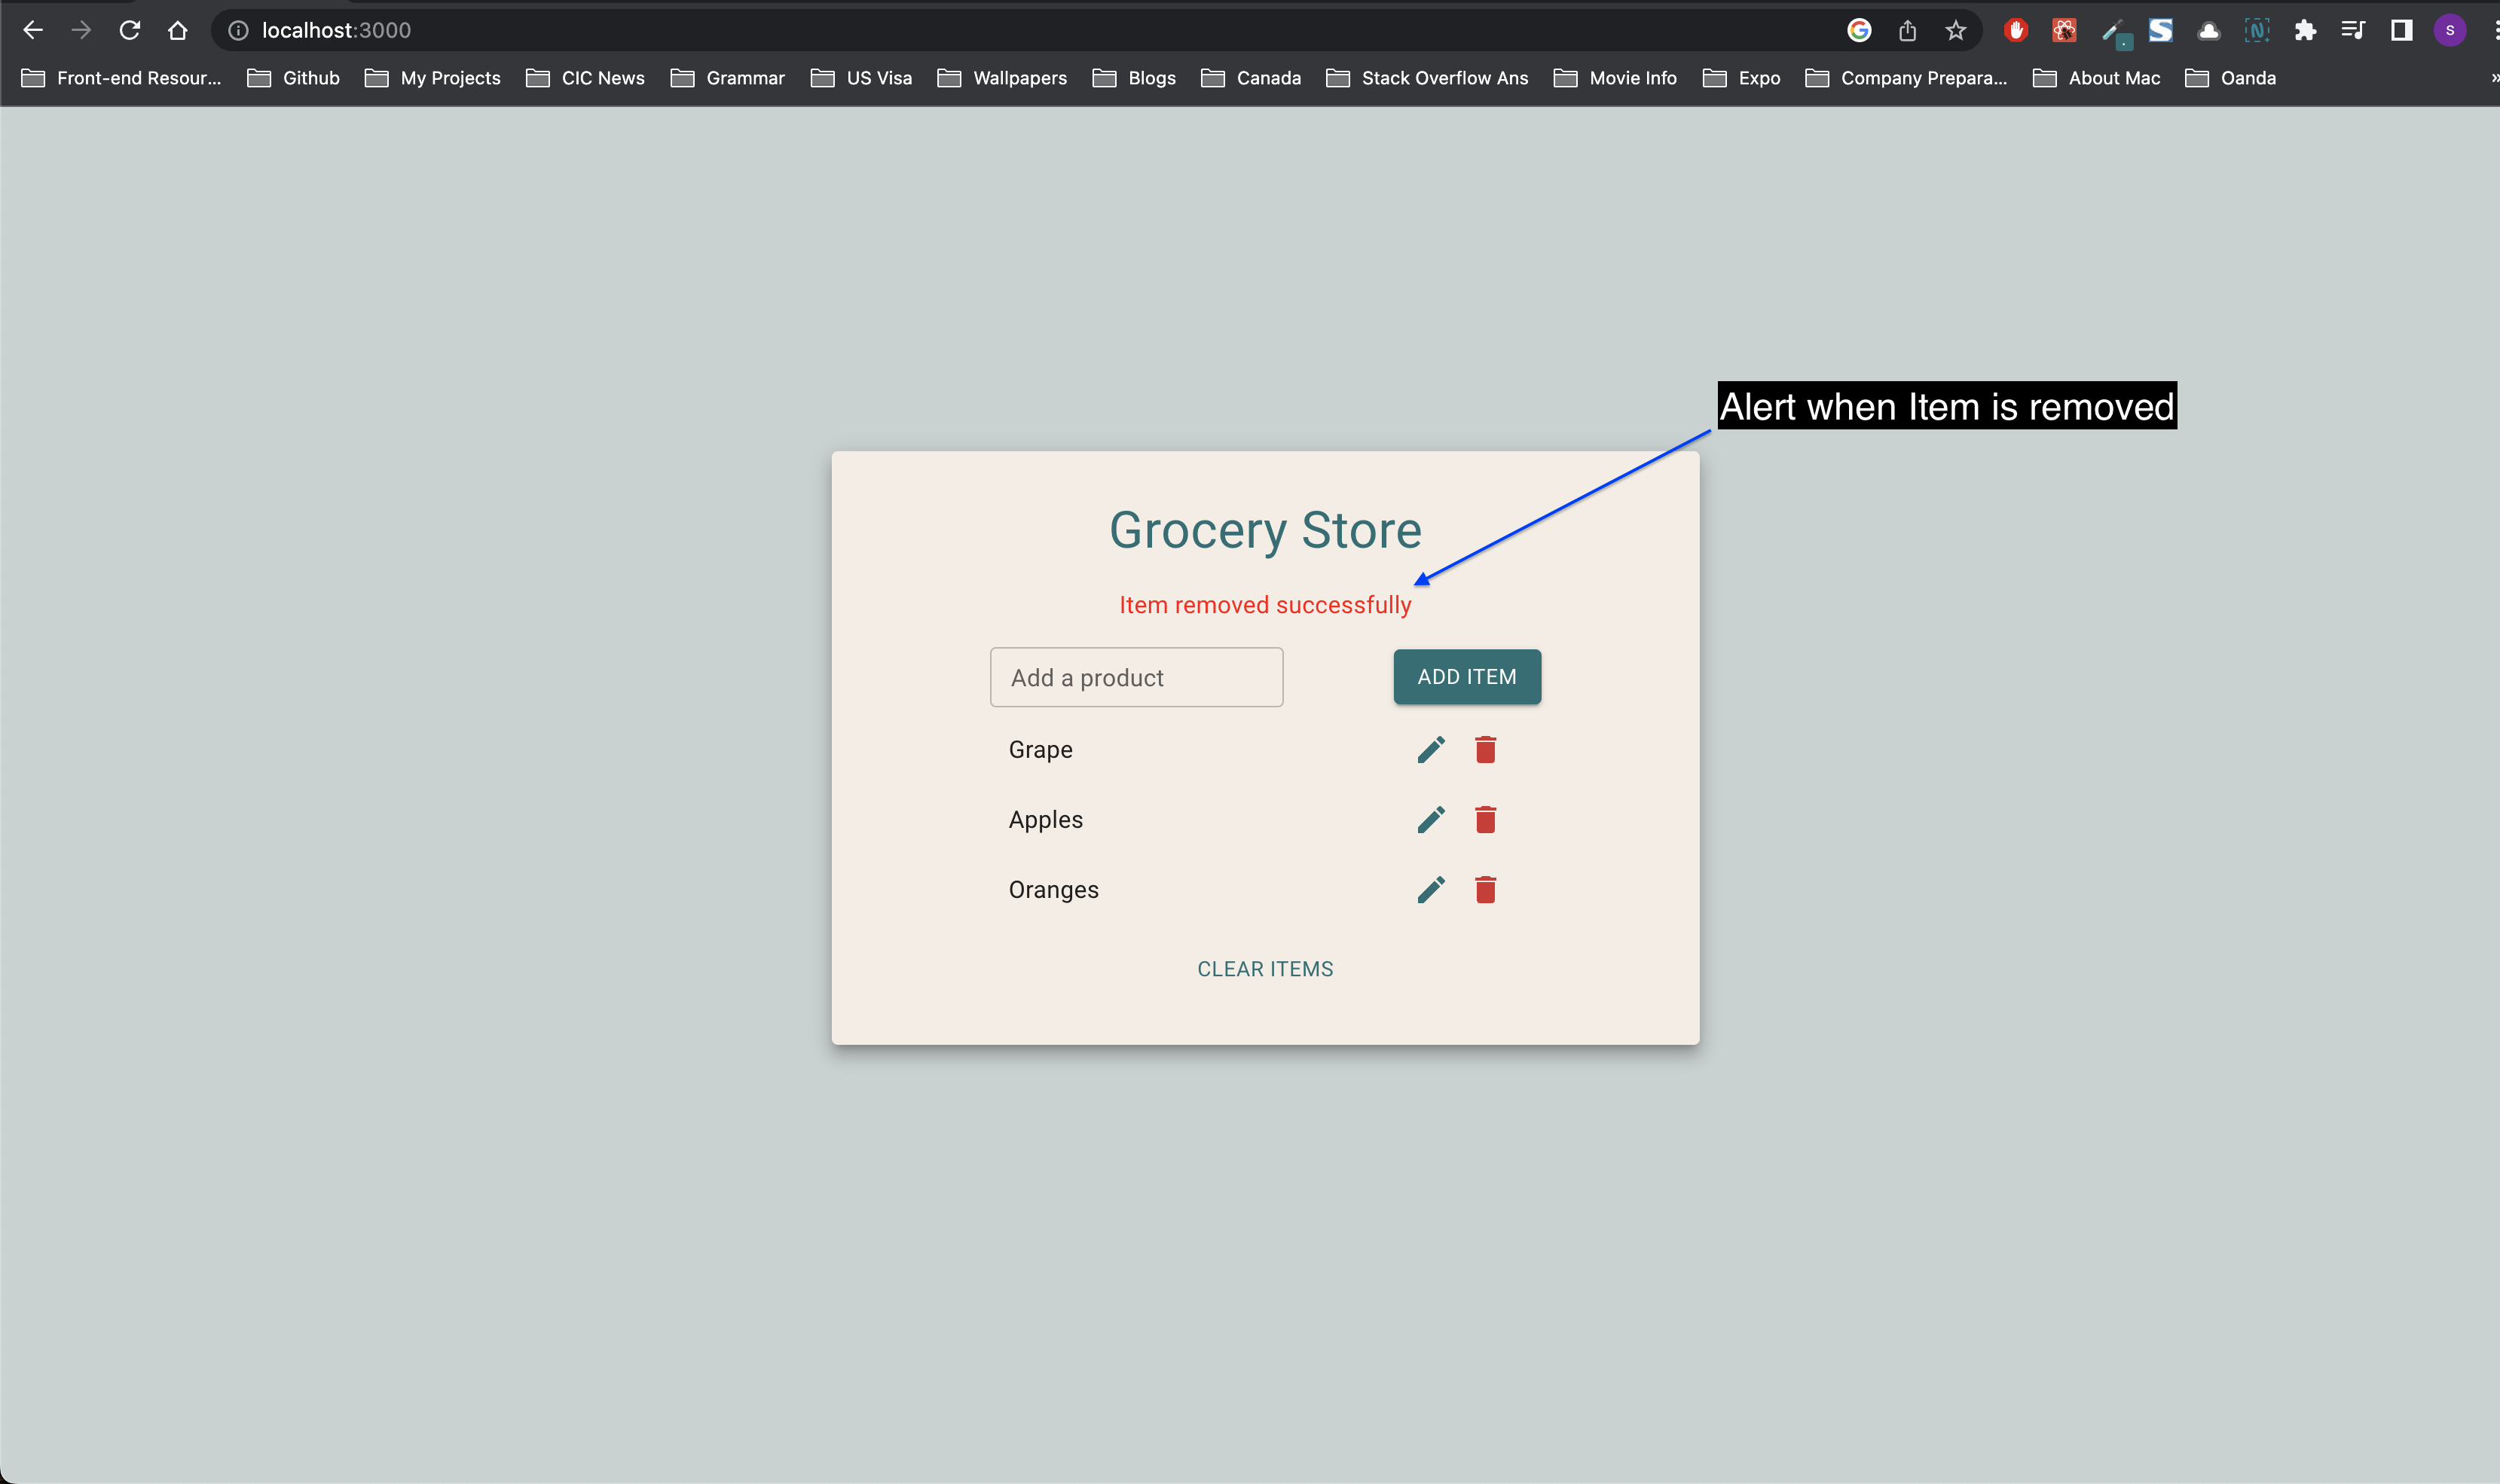 localhost:3000
S
Front-end Resour... Github My Projects CIC News Grammar US Visa Wallpapers Blogs Canada Stack Overflow Ans Movie Info Expo Company Prepara... About Mac Oanda »
Alert when Item is removed
Grocery Store
Item removed successfully
Add a product ADD ITEM
Grape
Apples
Oranges
CLEAR ITEMS